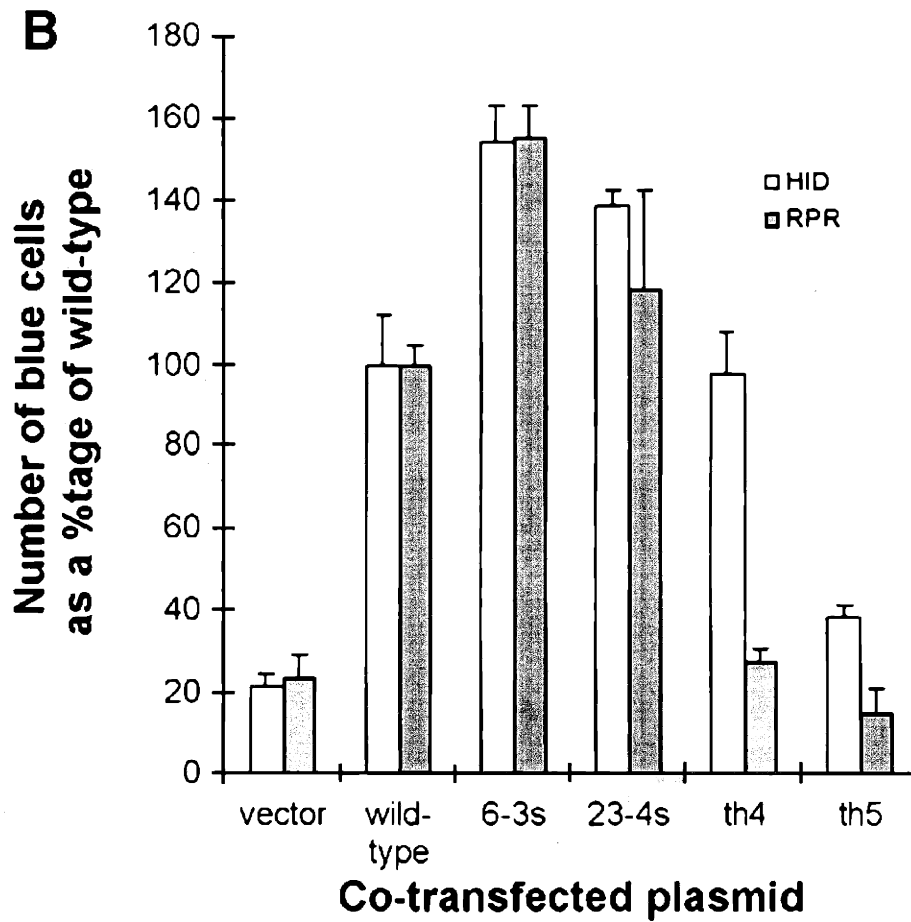 B
180
160
140
120
100
80
60
40
20
0
Number of blue cells
as a %tage of wild-type
HID
RPR
vector
wild-
type
6-3s
23-4s
th4
th5
Co-transfected plasmid